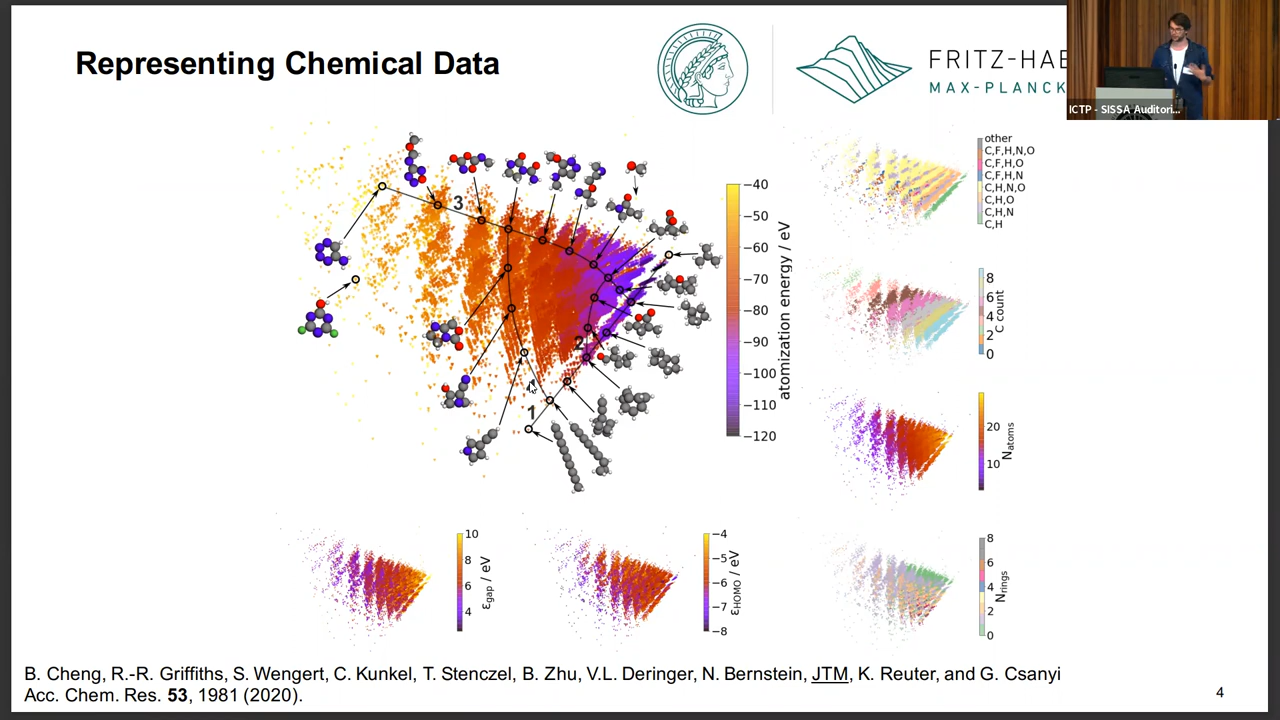 Representing Chemical Data
FRITZ-HAB
MAX-PLANCK
ICTP - SISSA Auditori...
3
2
1
-40
-50
-60
-70
-80
-90
-100
-110
-120
atomization energy / eV
other
C,F,H,N,O
C,F,H,O
C,F,H,N
C,H,N,O
C,H,O
C,H,N
C,H
8
6
4
2
0
C count
20
10
Natoms
10
8
6
4
εgap / eV
-4
-5
-6
-7
-8
εHOMO / eV
8
6
4
2
0
Nrings
B. Cheng, R.-R. Griffiths, S. Wengert, C. Kunkel, T. Stenczel, B. Zhu, V.L. Deringer, N. Bernstein, JTM, K. Reuter, and G. Csanyi
Acc. Chem. Res. 53, 1981 (2020).
4